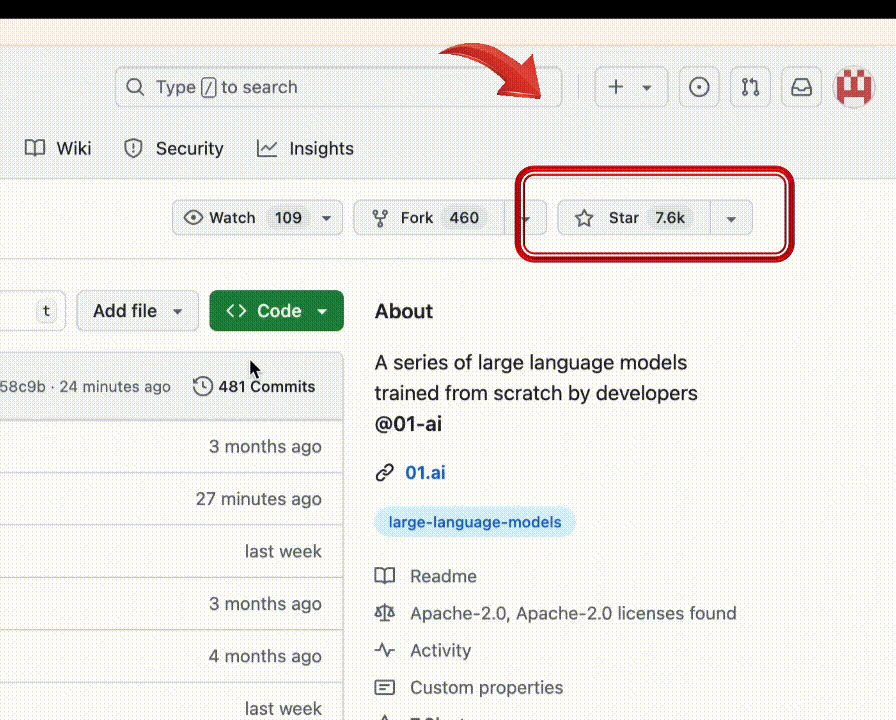 Type / to search
Wiki Security Insights
Watch 109 Fork 460 Star 7.6k
t Add file Code
About
A series of large language models
trained from scratch by developers
@01-ai
01.ai
large-language-models
Readme
Apache-2.0, Apache-2.0 licenses found
Activity
Custom properties
58c9b · 24 minutes ago 481 Commits
3 months ago
27 minutes ago
last week
3 months ago
4 months ago
last week